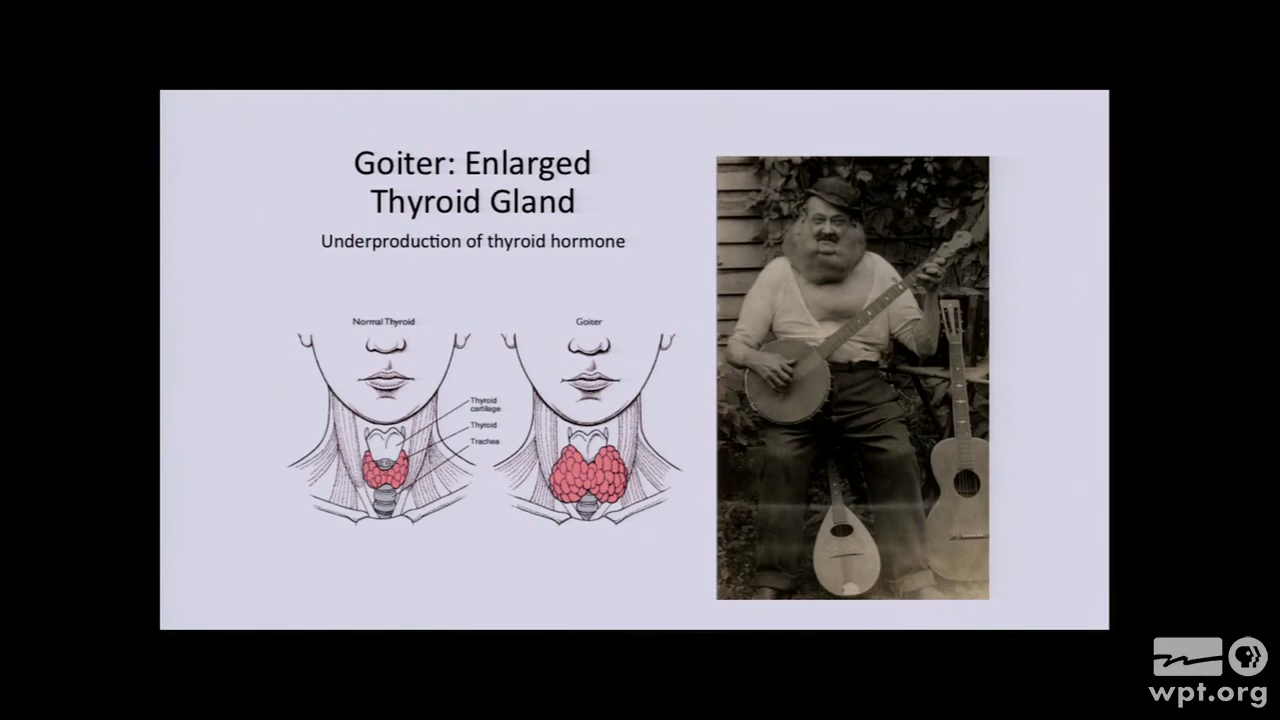 Goiter: Enlarged
Thyroid Gland
Underproduction of thyroid hormone
Normal Thyroid
Goiter
Thyroid
cartilage
Thyroid
Trachea
wpt.org